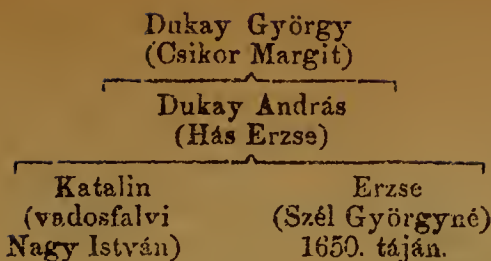 Dukay György
(Csikor Margit)
Dukay András
(Hás Erzse)
Katalin
(vadosfalvi
Nagy István)
Erzse
(Szél Györgyné)
1650. táján.